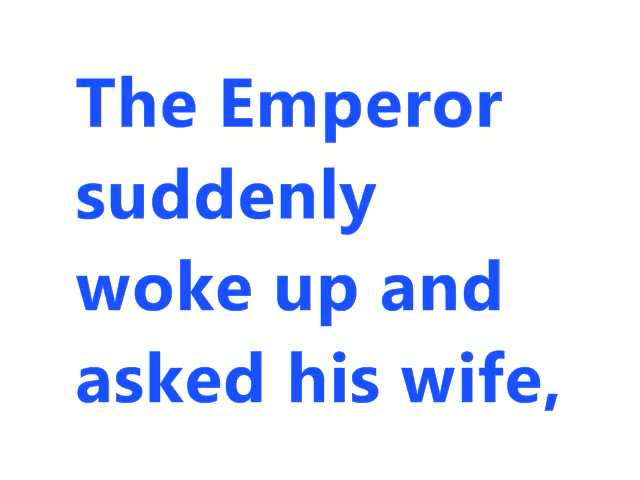 The Emperor
suddenly
woke up and
asked his wife,